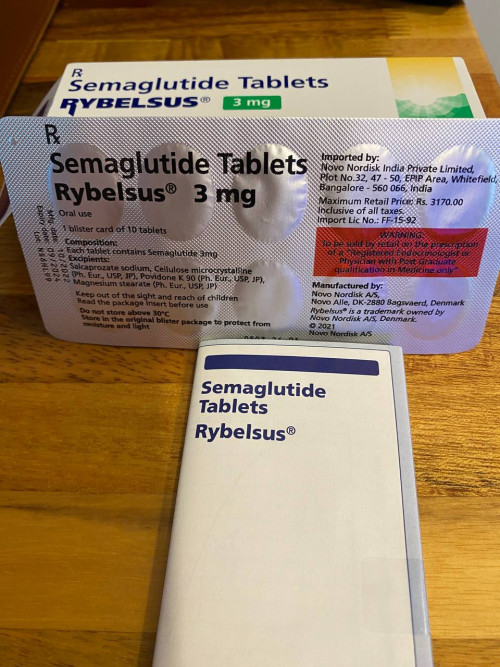 Rx
Semaglutide Tablets
RYBELSUS® 3 mg
Rx
Semaglutide Tablets
Rybelsus® 3 mg
Oral use
1 blister card of 10 tablets
Composition:
Each tablet contains Semaglutide 3mg
Excipients:
Salcaprozate sodium, Cellulose microcrystalline
(Ph. Eur., USP, JP), Povidone K 90 (Ph. Eur., USP, JP),
Magnesium stearate (Ph. Eur., USP, JP)
Keep out of the sight and reach of children
Read the package insert before use
Do not store above 30°C
Store in the original blister package to protect from
moisture and light
Imported by:
Novo Nordisk India Private Limited,
Plot No.32, 47 - 50, EPIP Area, Whitefield,
Bangalore - 560 066, India
Maximum Retail Price: Rs. 3170.00
Inclusive of all taxes.
Import Lic No.: FF-15-92
WARNING:
To be sold by retail on the prescription
of a "Registered Endocrinologist or
Physician with Post Graduate
qualification in Medicine only"
Manufactured by:
Novo Nordisk A/S,
Novo Alle, DK-2880 Bagsvaerd, Denmark
Rybelsus® is a trademark owned by
Novo Nordisk A/S, Denmark.
© 2021
Novo Nordisk A/S
Semaglutide
Tablets
Rybelsus®